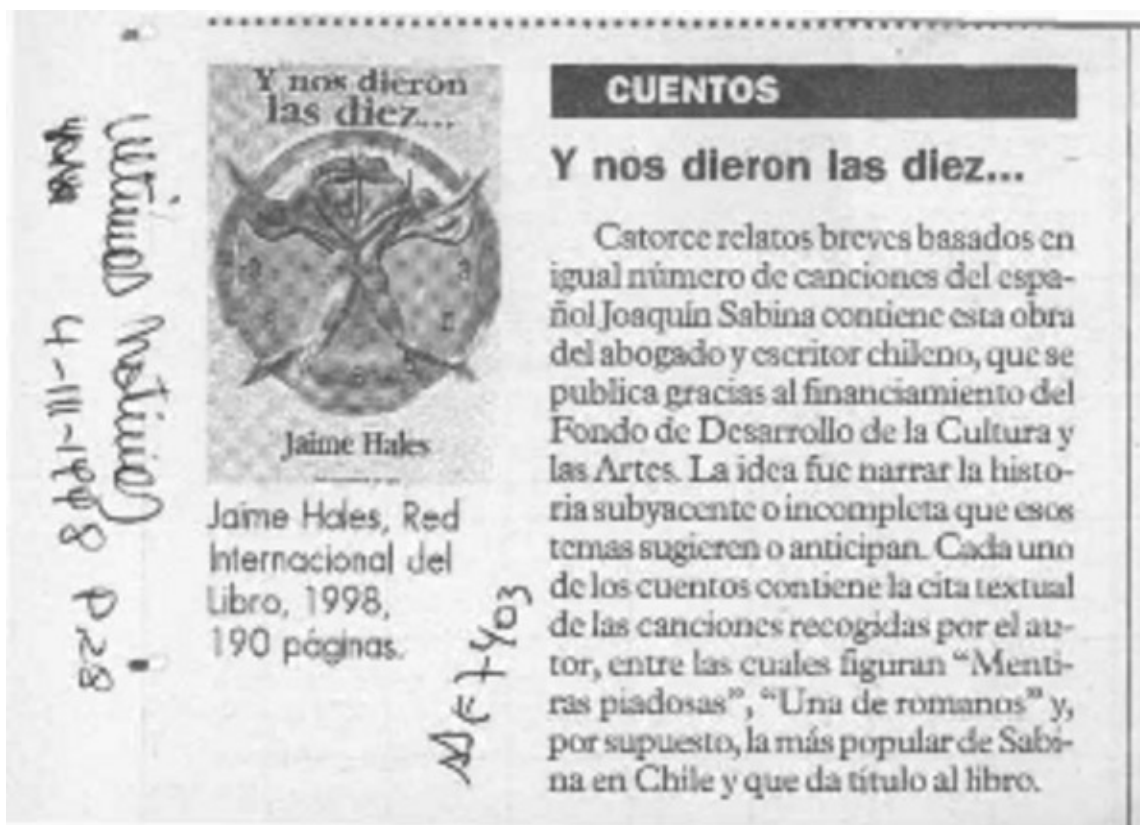 Y nos dieron
las diez...
Jaime Hales
Jaime Hales, Red
Internacional del
Libro, 1998,
190 páginas.
CUENTOS
Y nos dieron las diez...
Catorce relatos breves basados en
igual número de canciones del espa-
ñol Joaquín Sabina contiene esta obra
del abogado y escritor chileno, que se
publica gracias al financiamiento del
Fondo de Desarrollo de la Cultura y
las Artes. La idea fue narrar la histo-
ria subyacente o incompleta que esos
temas sugieren o anticipan. Cada uno
de los cuentos contiene la cita textual
de las canciones recogidas por el au-
tor, entre las cuales figuran “Menti-
ras piadosas”, “Una de romanos” y,
por supuesto, la más popular de Sabi-
na en Chile y que da título al libro.
Últimas Noticias
4-III-1998 P.28